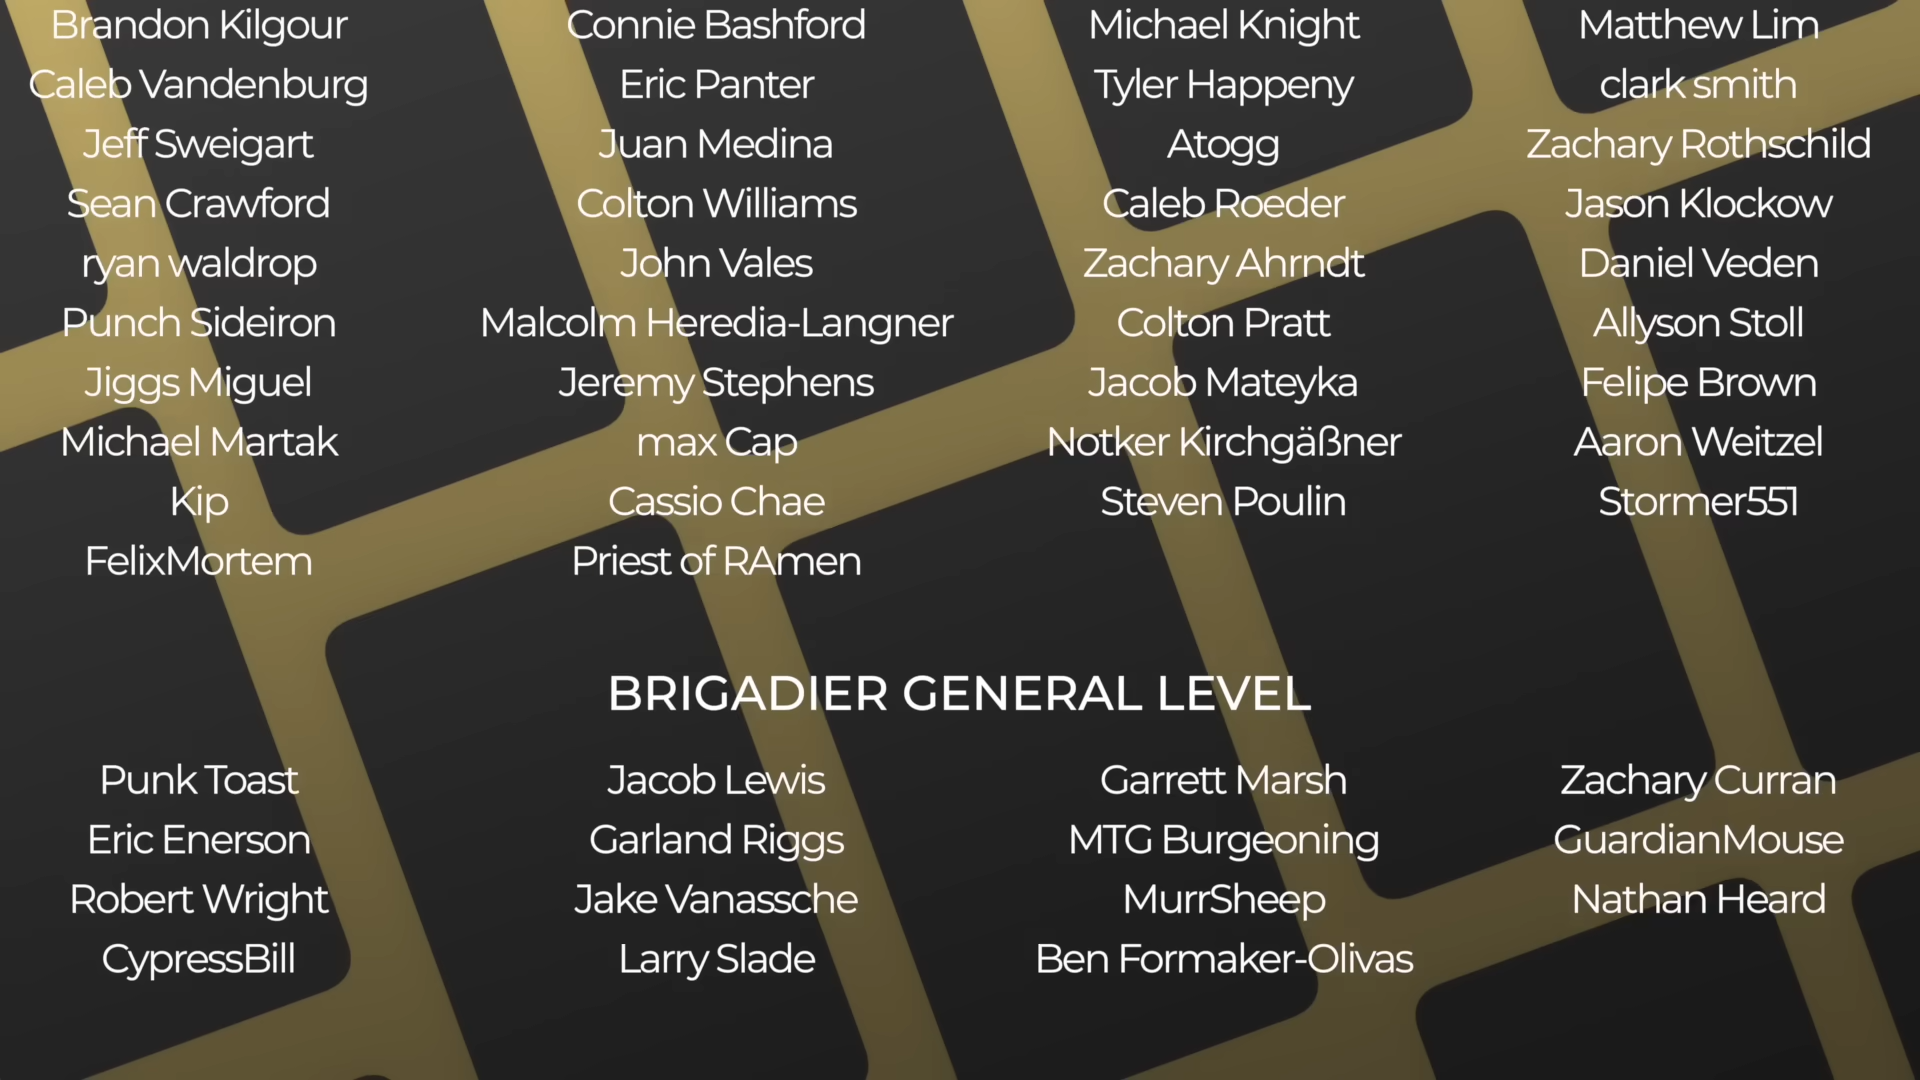 Brandon Kilgour Connie Bashford Michael Knight Matthew Lim
Caleb Vandenburg Eric Panter Tyler Happeny clark smith
Jeff Sweigart Juan Medina Atogg Zachary Rothschild
Sean Crawford Colton Williams Caleb Roeder Jason Klockow
ryan waldrop John Vales Zachary Ahrndt Daniel Veden
Punch Sideiron Malcolm Heredia-Langner Colton Pratt Allyson Stoll
Jiggs Miguel Jeremy Stephens Jacob Mateyka Felipe Brown
Michael Martak max Cap Notker Kirchgäßner Aaron Weitzel
Kip Cassio Chae Steven Poulin Stormer551
FelixMortem Priest of RAmen
BRIGADIER GENERAL LEVEL
Punk Toast Jacob Lewis Garrett Marsh Zachary Curran
Eric Enerson Garland Riggs MTG Burgeoning GuardianMouse
Robert Wright Jake Vanassche MurrSheep Nathan Heard
CypressBill Larry Slade Ben Formaker-Olivas